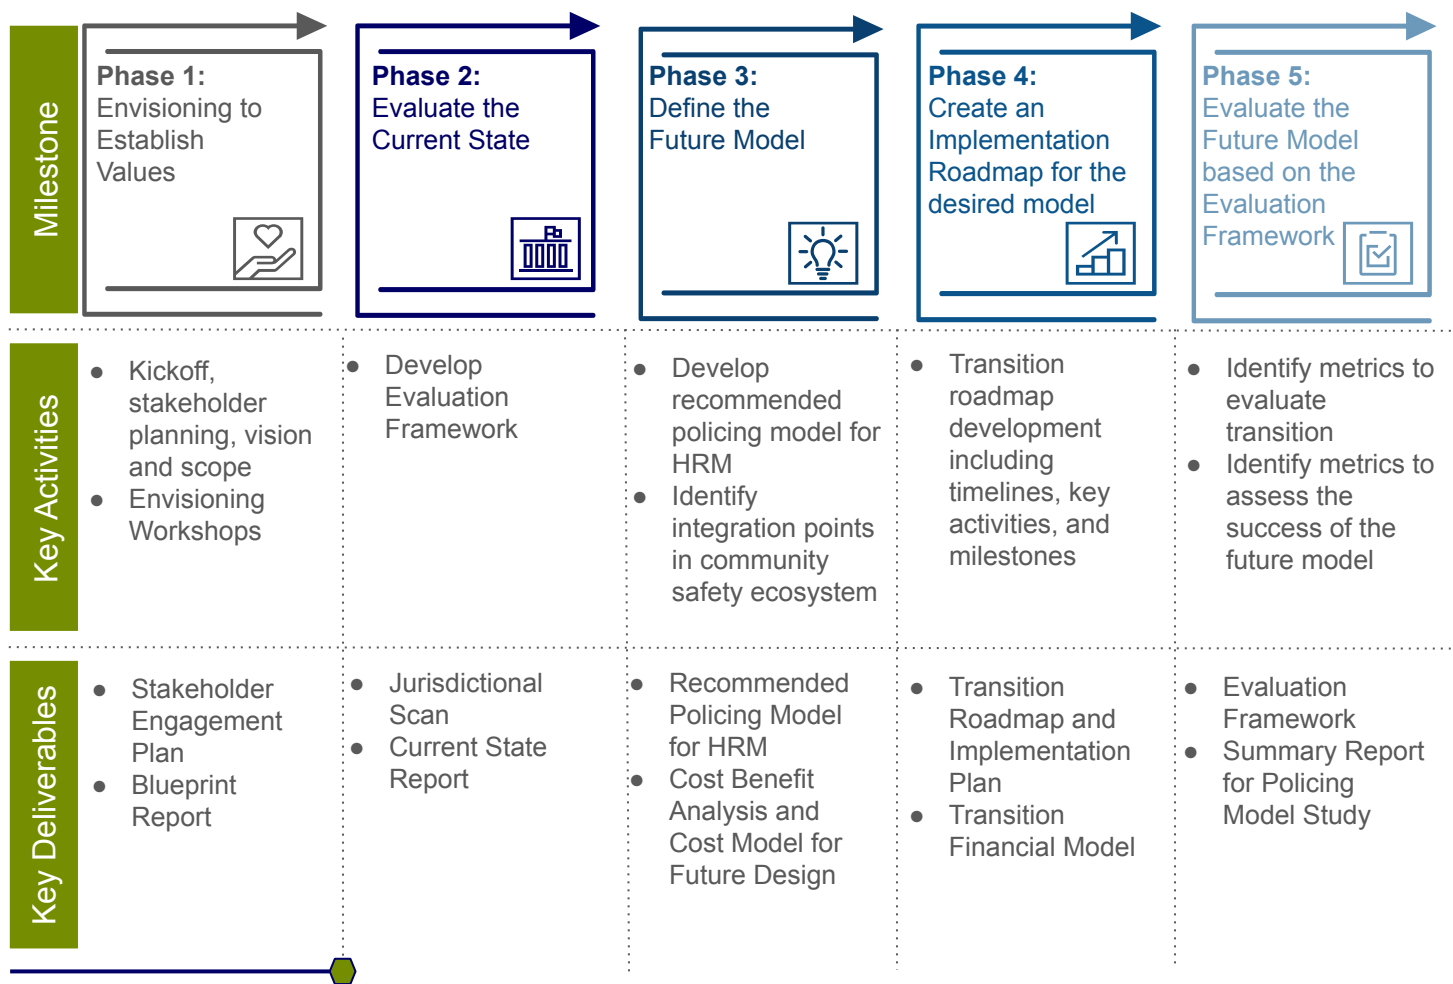 Milestone
Phase 1:
Envisioning to
Establish
Values
Phase 2:
Evaluate the
Current State
Phase 3:
Define the
Future Model
Phase 4:
Create an
Implementation
Roadmap for the
desired model
Phase 5:
Evaluate the
Future Model
based on the
Evaluation
Framework
Key Activities
● Kickoff,
stakeholder
planning, vision
and scope
● Envisioning
Workshops
● Develop
Evaluation
Framework
● Develop
recommended
policing model for
HRM
● Identify
integration points
in community
safety ecosystem
● Transition
roadmap
development
including
timelines, key
activities, and
milestones
● Identify metrics to
evaluate
transition
● Identify metrics to
assess the
success of the
future model
Key Deliverables
● Stakeholder
Engagement
Plan
● Blueprint
Report
● Jurisdictional
Scan
● Current State
Report
● Recommended
Policing Model
for HRM
● Cost Benefit
Analysis and
Cost Model for
Future Design
● Transition
Roadmap and
Implementation
Plan
● Transition
Financial Model
● Evaluation
Framework
● Summary Report
for Policing
Model Study